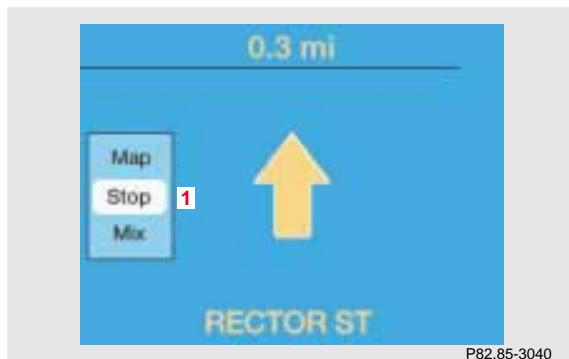 0.3 mi
Map
Stop 1
Mix
RECTOR ST
P82.85-3040